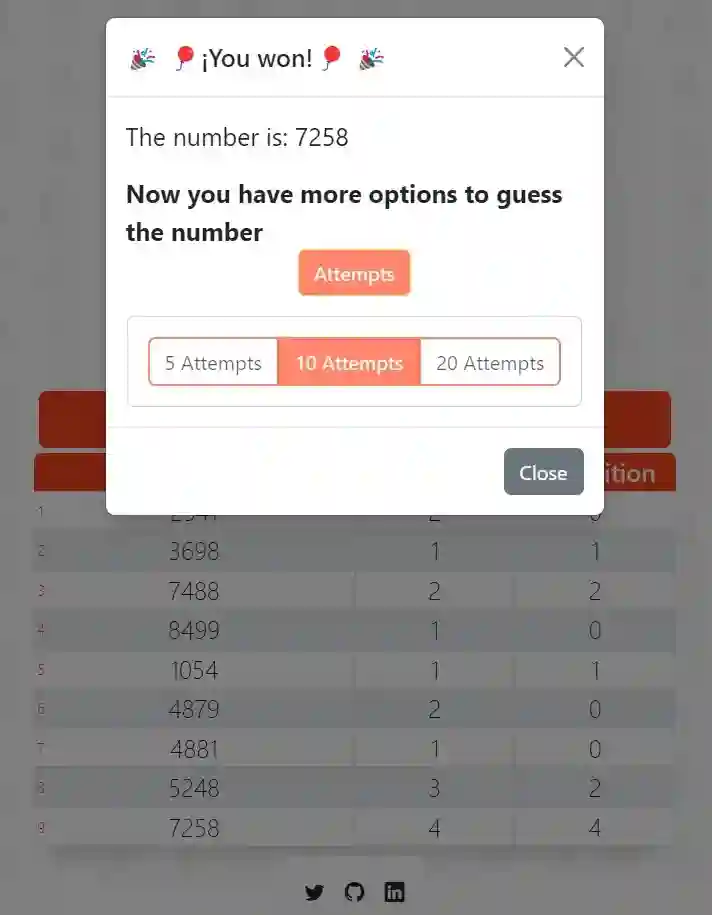 🎉 🎈¡You won!🎈 🎉
The number is: 7258
Now you have more options to guess
the number
Attempts
5 Attempts 10 Attempts 20 Attempts
Close
ition
1
2 3698 1 1
3 7488 2 2
4 8499 1 0
5 1054 1 1
6 4879 2 0
7 4881 1 0
8 5248 3 2
9 7258 4 4